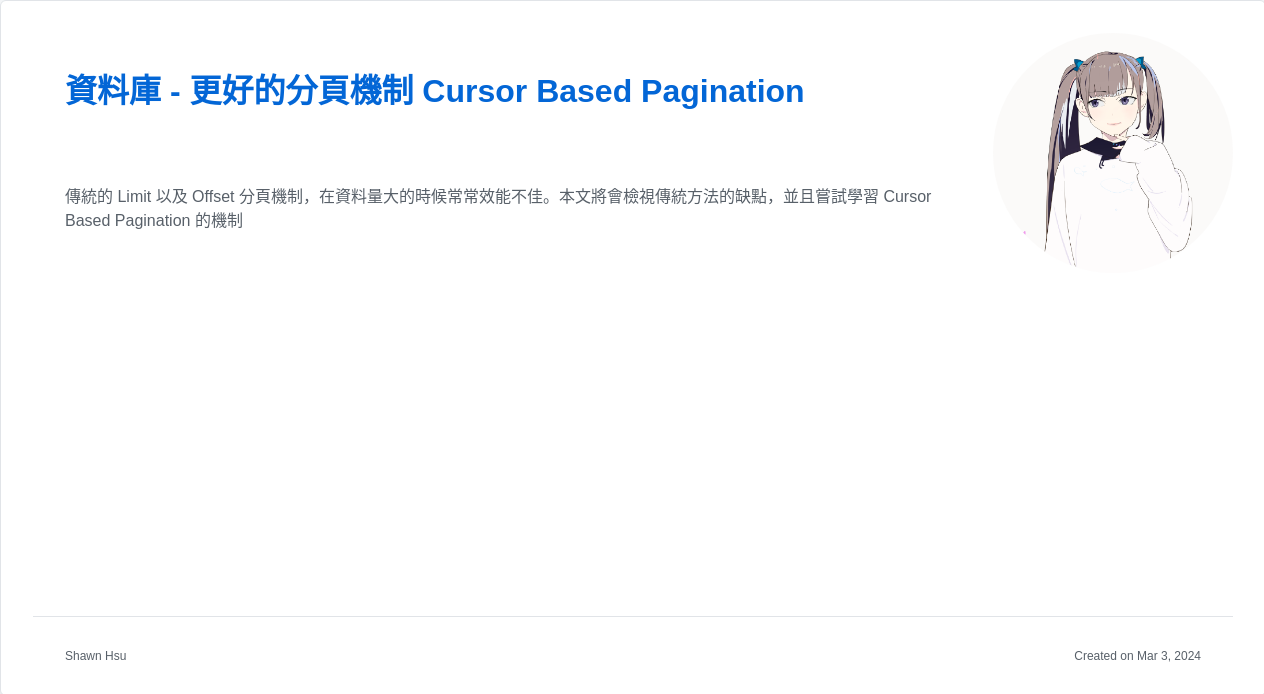 資料庫 - 更好的分頁機制 Cursor Based Pagination
傳統的 Limit 以及 Offset 分頁機制，在資料量大的時候常常效能不佳。本文將會檢視傳統方法的缺點，並且嘗試學習 Cursor
Based Pagination 的機制
Shawn Hsu
Created on Mar 3, 2024